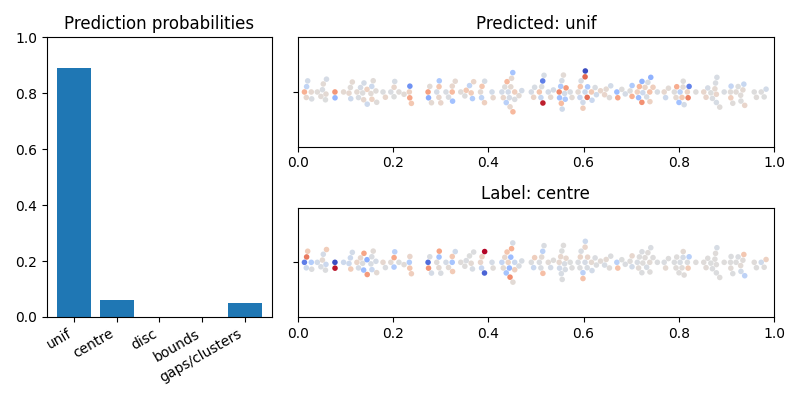 Prediction probabilities
1.0
0.8
0.6
0.4
0.2
0.0
unif
centre
disc
bounds
gaps/clusters
Predicted: unif
0.0 0.2 0.4 0.6 0.8 1.0
Label: centre
0.0 0.2 0.4 0.6 0.8 1.0